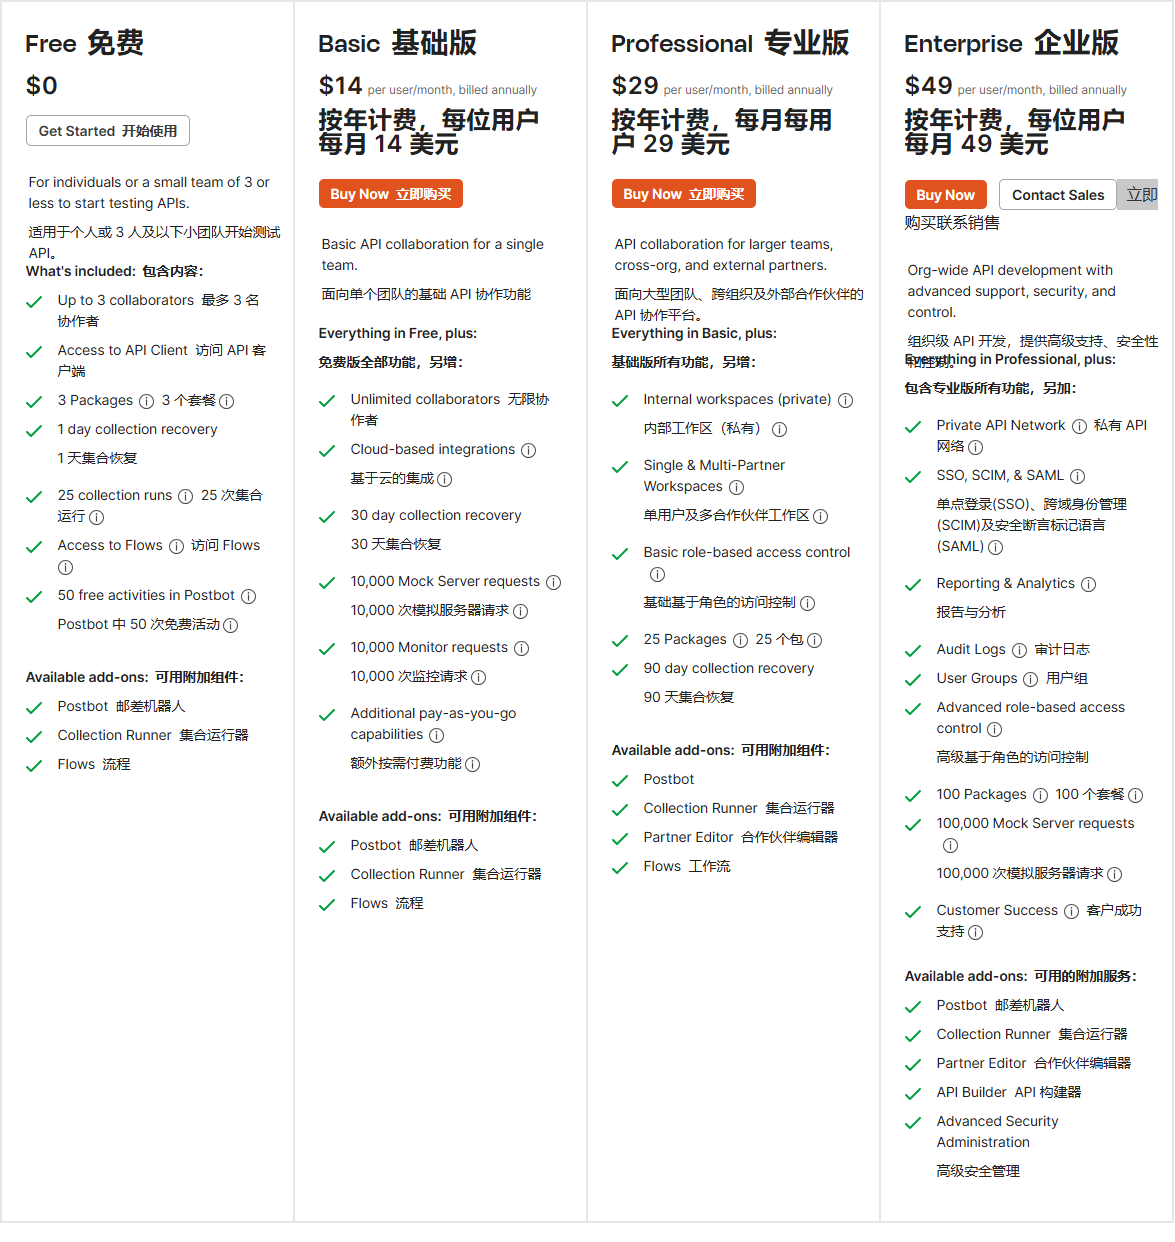 Free 免费
$0
Get Started 开始使用
For individuals or a small team of 3 or
less to start testing APIs.
适用于个人或 3 人及以下小团队开始测试
API。
What's included: 包含内容：
Up to 3 collaborators 最多 3 名
协作者
Access to API Client 访问 API 客
户端
3 Packages ⓘ 3 个套餐 ⓘ
1 day collection recovery
1 天集合恢复
25 collection runs ⓘ 25 次集合
运行 ⓘ
Access to Flows ⓘ 访问 Flows
ⓘ
50 free activities in Postbot ⓘ
Postbot 中 50 次免费活动 ⓘ
Available add-ons: 可用附加组件：
Postbot 邮差机器人
Collection Runner 集合运行器
Flows 流程
Basic 基础版
$14 per user/month, billed annually
按年计费，每位用户
每月 14 美元
Buy Now 立即购买
Basic API collaboration for a single
team.
面向单个团队的基础 API 协作功能
Everything in Free, plus:
免费版全部功能，另增：
Unlimited collaborators 无限协
作者
Cloud-based integrations ⓘ
基于云的集成 ⓘ
30 day collection recovery
30 天集合恢复
10,000 Mock Server requests ⓘ
10,000 次模拟服务器请求 ⓘ
10,000 Monitor requests ⓘ
10,000 次监控请求 ⓘ
Additional pay-as-you-go
capabilities ⓘ
额外按需付费功能 ⓘ
Available add-ons: 可用附加组件：
Postbot 邮差机器人
Collection Runner 集合运行器
Flows 流程
Professional 专业版
$29 per user/month, billed annually
按年计费，每月每用
户 29 美元
Buy Now 立即购买
API collaboration for larger teams,
cross-org, and external partners.
面向大型团队、跨组织及外部合作伙伴的
API 协作平台。
Everything in Basic, plus:
基础版所有功能，另增：
Internal workspaces (private) ⓘ
内部工作区（私有） ⓘ
Single & Multi-Partner
Workspaces ⓘ
单用户及多合作伙伴工作区 ⓘ
Basic role-based access control
ⓘ
基础基于角色的访问控制 ⓘ
25 Packages ⓘ 25 个包 ⓘ
90 day collection recovery
90 天集合恢复
Available add-ons: 可用附加组件：
Postbot
Collection Runner 集合运行器
Partner Editor 合作伙伴编辑器
Flows 工作流
Enterprise 企业版
$49 per user/month, billed annually
按年计费，每位用户
每月 49 美元
Buy Now Contact Sales 立即
购买联系销售
Org-wide API development with
advanced support, security, and
control.
组织级 API 开发，提供高级支持、安全性
和控制。
Everything in Professional, plus:
包含专业版所有功能，另加：
Private API Network ⓘ 私有 API
网络 ⓘ
SSO, SCIM, & SAML ⓘ
单点登录(SSO)、跨域身份管理
(SCIM)及安全断言标记语言
(SAML) ⓘ
Reporting & Analytics ⓘ
报告与分析
Audit Logs ⓘ 审计日志
User Groups ⓘ 用户组
Advanced role-based access
control ⓘ
高级基于角色的访问控制
100 Packages ⓘ 100 个套餐 ⓘ
100,000 Mock Server requests
ⓘ
100,000 次模拟服务器请求 ⓘ
Customer Success ⓘ 客户成功
支持 ⓘ
Available add-ons: 可用的附加服务：
Postbot 邮差机器人
Collection Runner 集合运行器
Partner Editor 合作伙伴编辑器
API Builder API 构建器
Advanced Security
Administration
高级安全管理